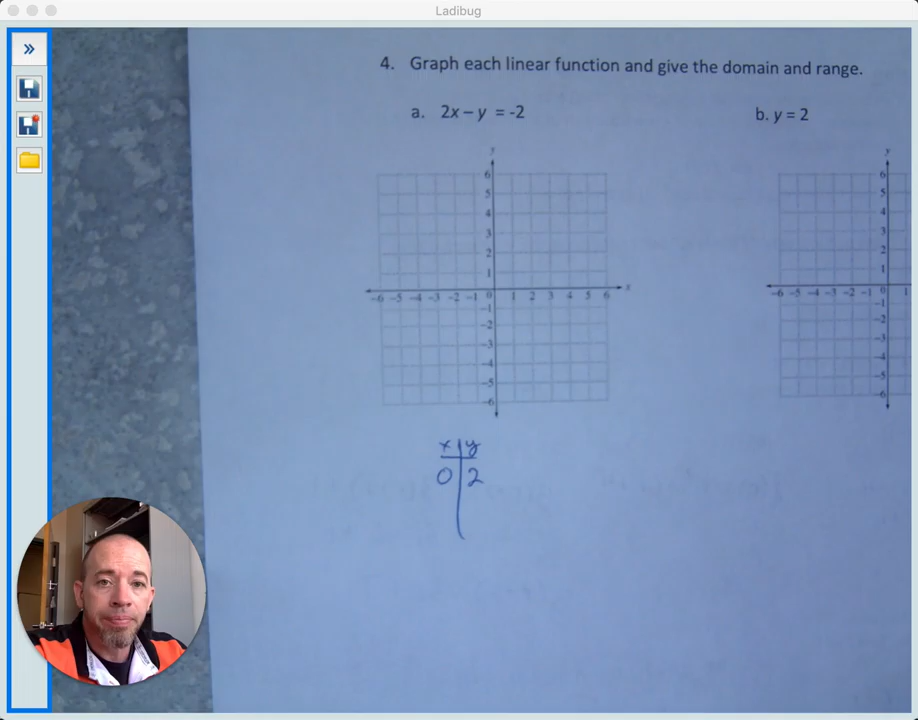 Ladibug
»
4. Graph each linear function and give the domain and range.
a. 2x – y = -2
b. y = 2
y
6
5
4
3
2
1
-6 -5 -4 -3 -2 -1 0 1 2 3 4 5 6 x
-1
-2
-3
-4
-5
-6
y
6
5
4
3
2
1
-6 -5 -4 -3 -2 -1 0 1
-1
-2
-3
-4
-5
-6
x y
0 2